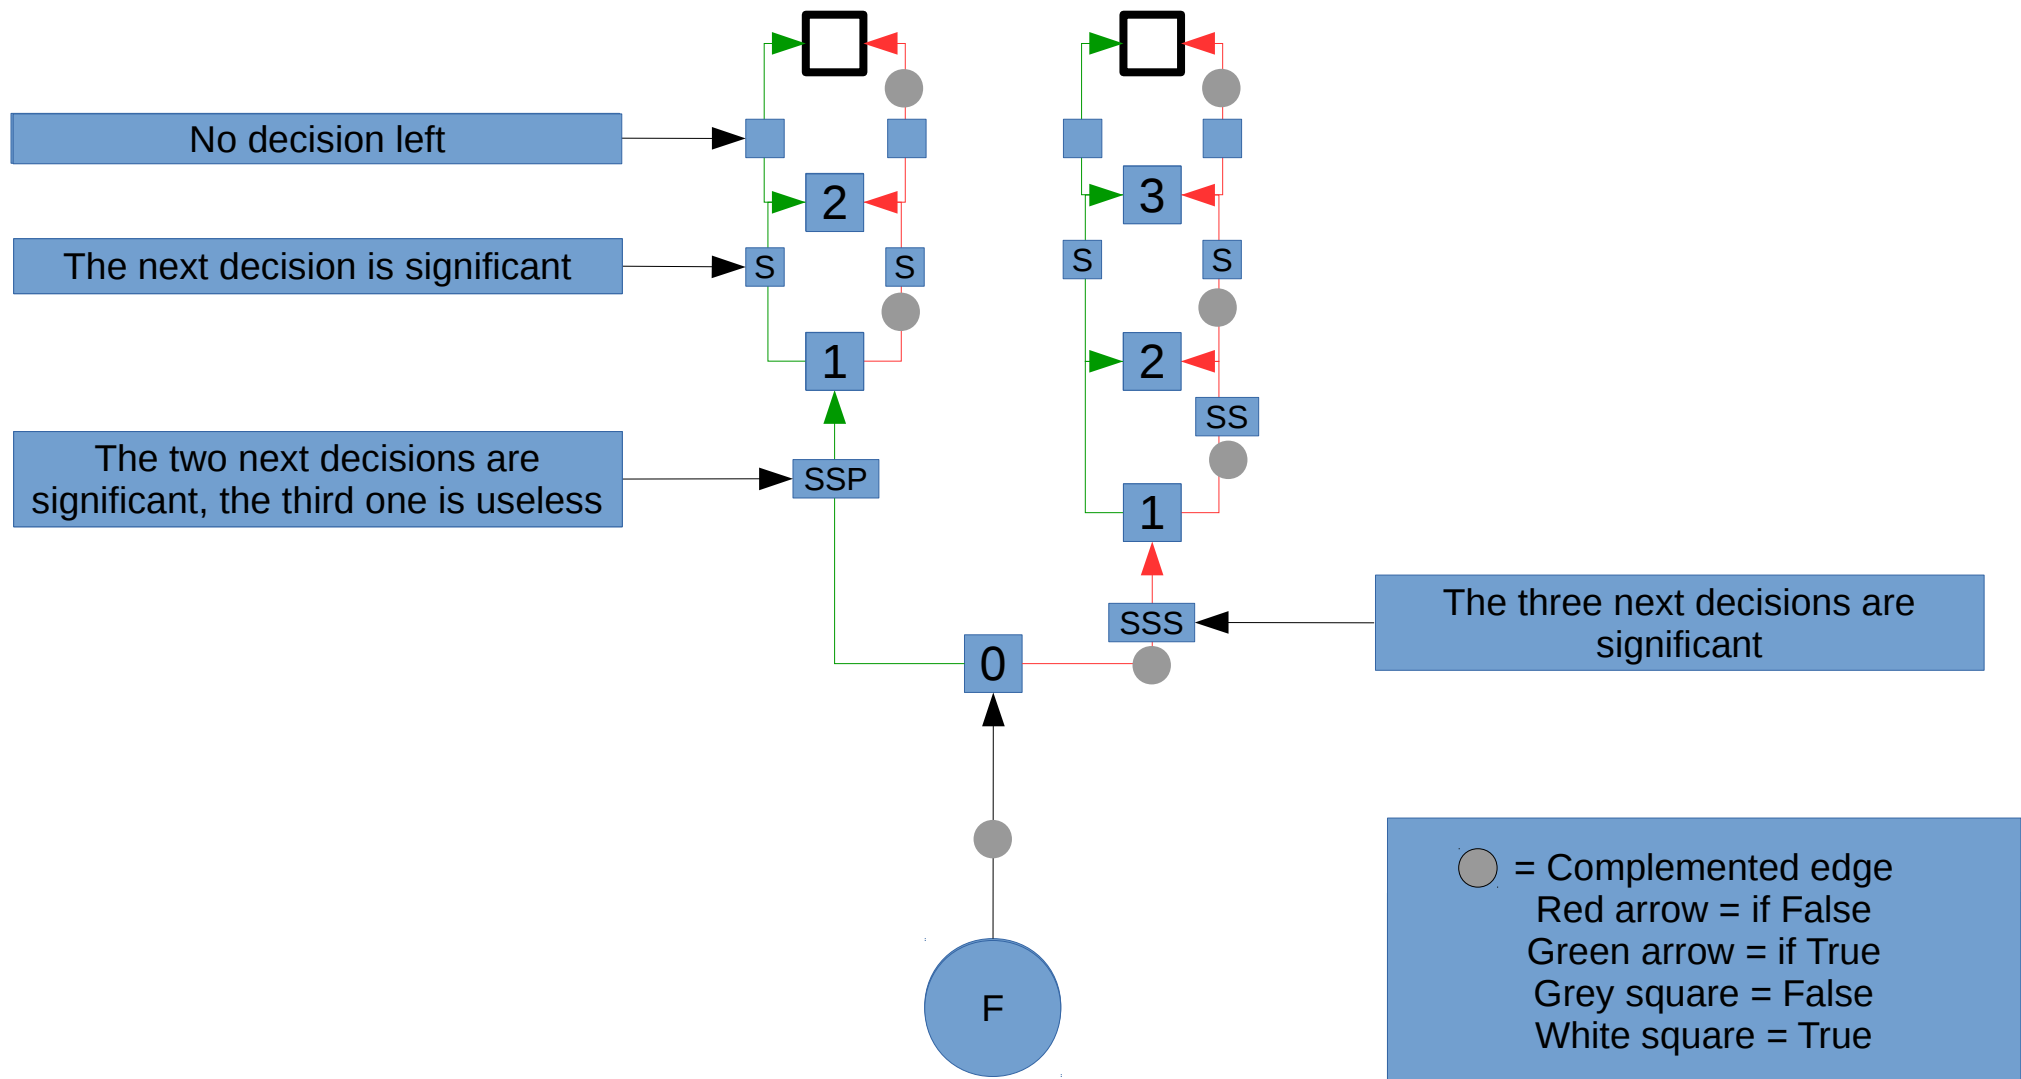 No decision left
2
3
The next decision is significant
S
S
S
S
1
2
SS
The two next decisions are
significant, the third one is useless
SSP
1
The three next decisions are
significant
SSS
0
= Complemented edge
Red arrow = if False
Green arrow = if True
Grey square = False
White square = True
F